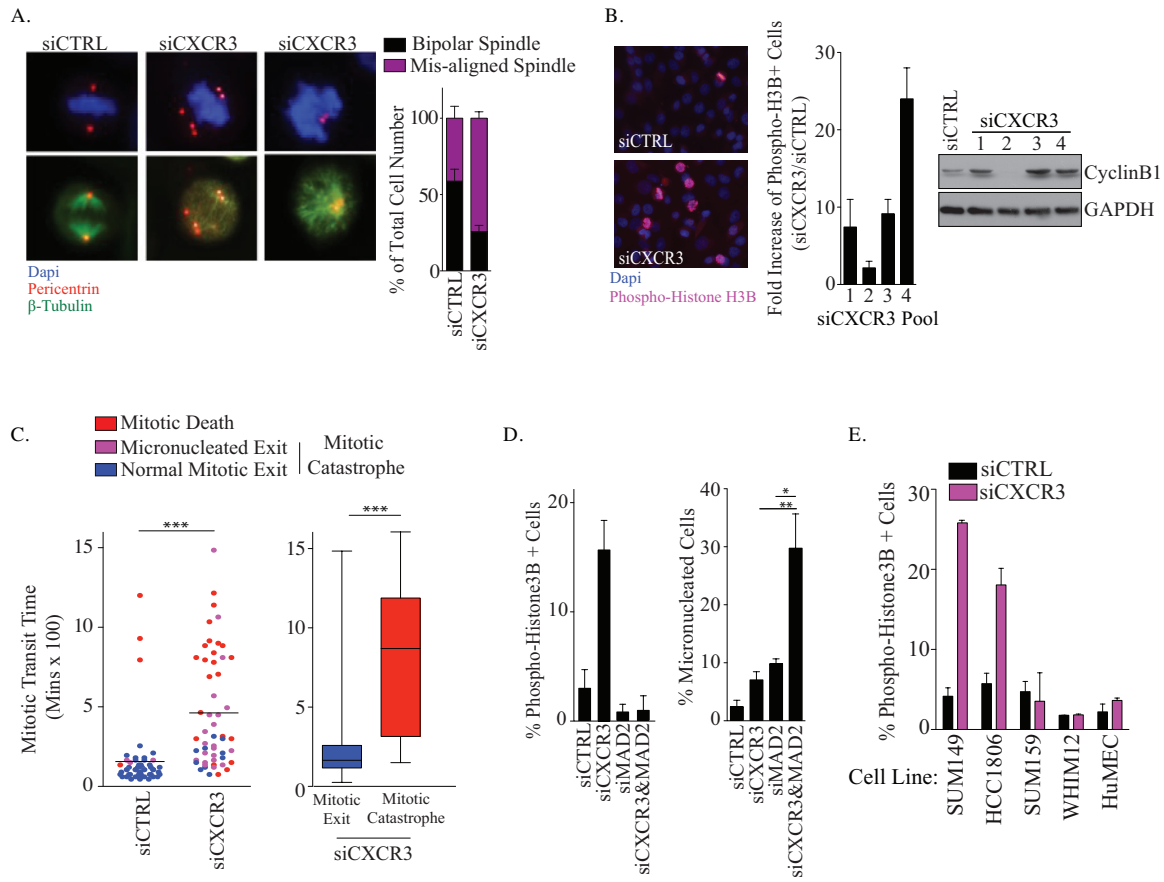 A.
siCTRL
siCXCR3
siCXCR3
Bipolar Spindle
Mis-aligned Spindle
% of Total Cell Number
100
50
0
siCTRL
siCXCR3
Dapi
Pericentrin
β-Tubulin
B.
siCTRL
siCXCR3
Dapi
Phospho-Histone H3B
Fold Increase of Phospho-H3B+ Cells
(siCXCR3/siCTRL)
30
20
10
0
1 2 3 4
siCXCR3 Pool
siCTRL
siCXCR3
1 2 3 4
CyclinB1
GAPDH
C.
Mitotic Death
Micronucleated Exit
Normal Mitotic Exit
Mitotic
Catastrophe
Mitotic Transit Time
(Mins x 100)
15
10
5
0
***
siCTRL
siCXCR3
15
10
5
0
***
Mitotic
Exit
Mitotic
Catastrophe
siCXCR3
D.
% Phospho-Histone3B + Cells
20
10
0
siCTRL
siCXCR3
siMAD2
siCXCR3&MAD2
% Micronucleated Cells
40
30
20
10
0
*
**
siCTRL
siCXCR3
siMAD2
siCXCR3&MAD2
E.
siCTRL
siCXCR3
% Phospho-Histone3B + Cells
30
20
10
0
Cell Line:
SUM149
HCC1806
SUM159
WHIM12
HuMEC